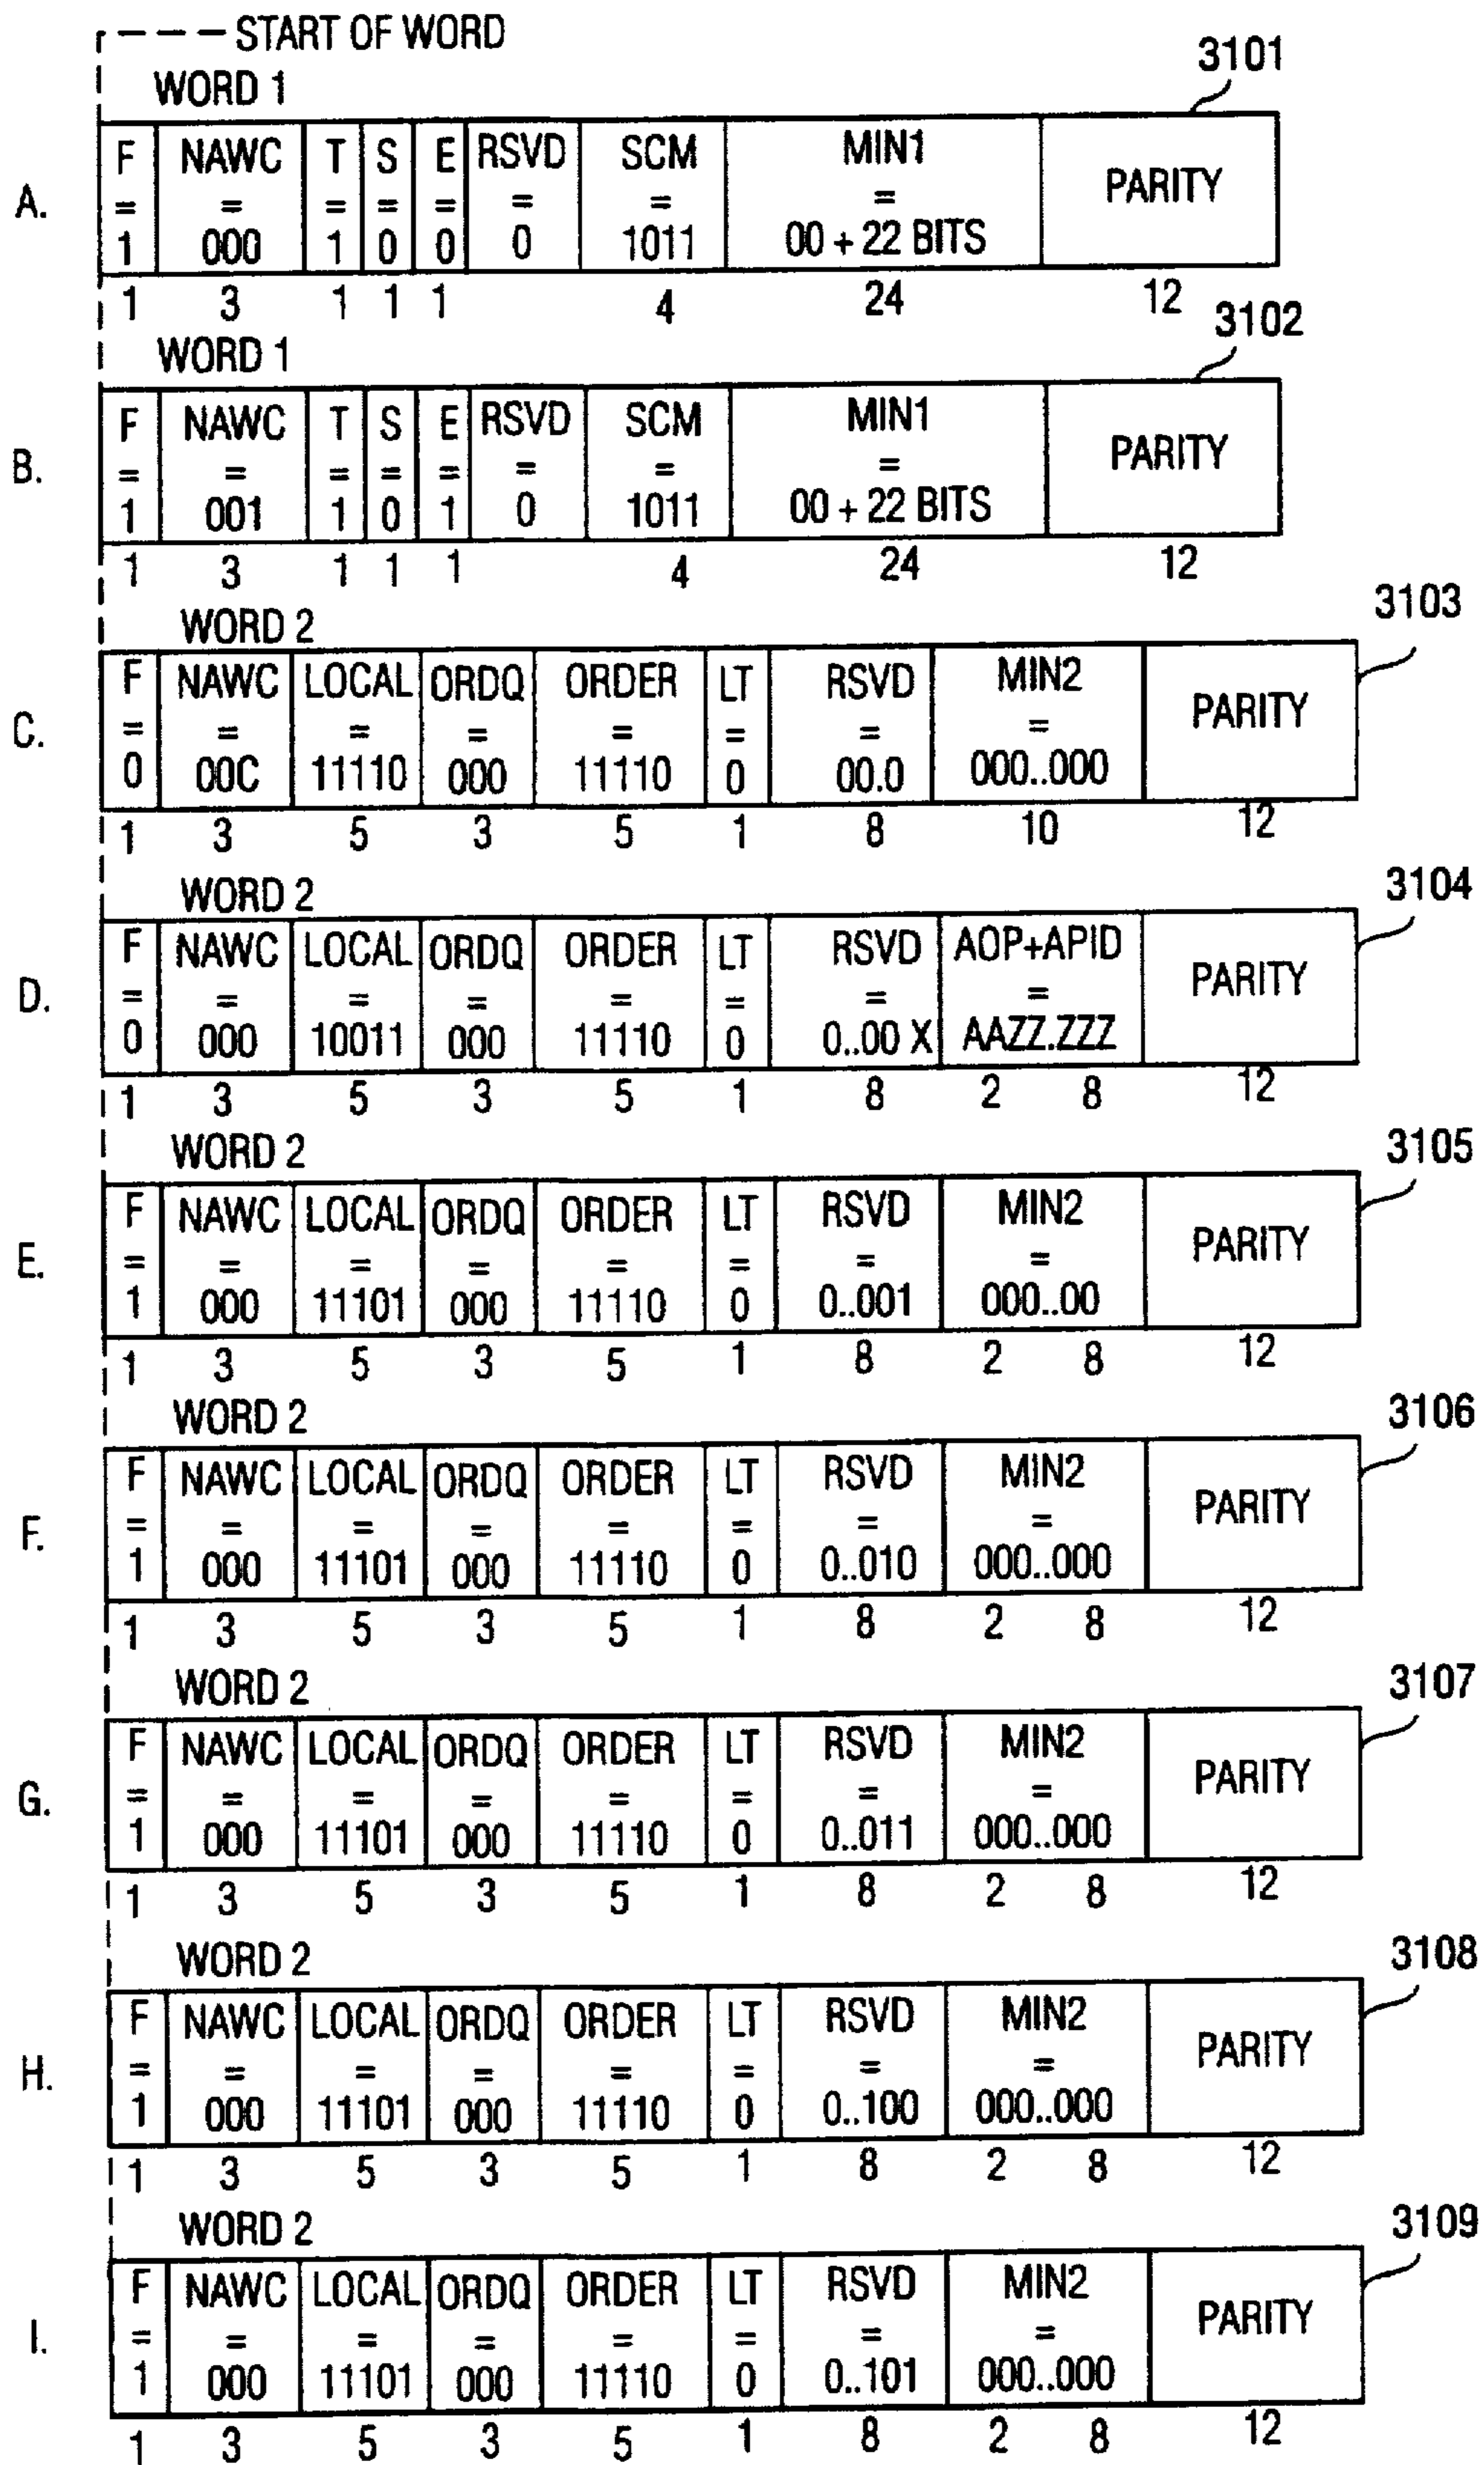 START OF WORD
3101
WORD 1
A.
F NAWC T S E RSVD SCM MIN1 PARITY
= = = = = = = =
1 000 1 0 0 0 1011 00 + 22 BITS
1 3 1 1 1 4 24 12
3102
WORD 1
B.
F NAWC T S E RSVD SCM MIN1 PARITY
= = = = = = = =
1 001 1 0 1 0 1011 00 + 22 BITS
1 3 1 1 1 4 24 12
3103
WORD 2
C.
F NAWC LOCAL ORDQ ORDER LT RSVD MIN2 PARITY
= = = = = = = =
0 00C 11110 000 11110 0 00.0 000..000
1 3 5 3 5 1 8 10 12
3104
WORD 2
D.
F NAWC LOCAL ORDQ ORDER LT RSVD AOP+APID PARITY
= = = = = = = =
0 000 10011 000 11110 0 0..00 X AAZZ.ZZZ
1 3 5 3 5 1 8 2 8 12
3105
WORD 2
E.
F NAWC LOCAL ORDQ ORDER LT RSVD MIN2 PARITY
= = = = = = = =
1 000 11101 000 11110 0 0..001 000..00
1 3 5 3 5 1 8 2 8 12
3106
WORD 2
F.
F NAWC LOCAL ORDQ ORDER LT RSVD MIN2 PARITY
= = = = = = = =
1 000 11101 000 11110 0 0..010 000..000
1 3 5 3 5 1 8 2 8 12
3107
WORD 2
G.
F NAWC LOCAL ORDQ ORDER LT RSVD MIN2 PARITY
= = = = = = = =
1 000 11101 000 11110 0 0..011 000..000
1 3 5 3 5 1 8 2 8 12
3108
WORD 2
H.
F NAWC LOCAL ORDQ ORDER LT RSVD MIN2 PARITY
= = = = = = = =
1 000 11101 000 11110 0 0..100 000..000
1 3 5 3 5 1 8 2 8 12
3109
WORD 2
I.
F NAWC LOCAL ORDQ ORDER LT RSVD MIN2 PARITY
= = = = = = = =
1 000 11101 000 11110 0 0..101 000..000
1 3 5 3 5 1 8 2 8 12